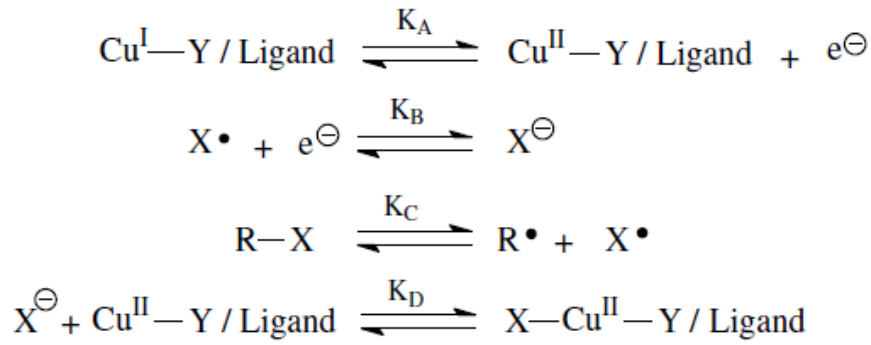 K_A
Cu^I—Y / Ligand ⇌ Cu^II—Y / Ligand + e^⊖
K_B
X• + e^⊖ ⇌ X^⊖
K_C
R—X ⇌ R• + X•
K_D
X^⊖ + Cu^II—Y / Ligand ⇌ X—Cu^II—Y / Ligand